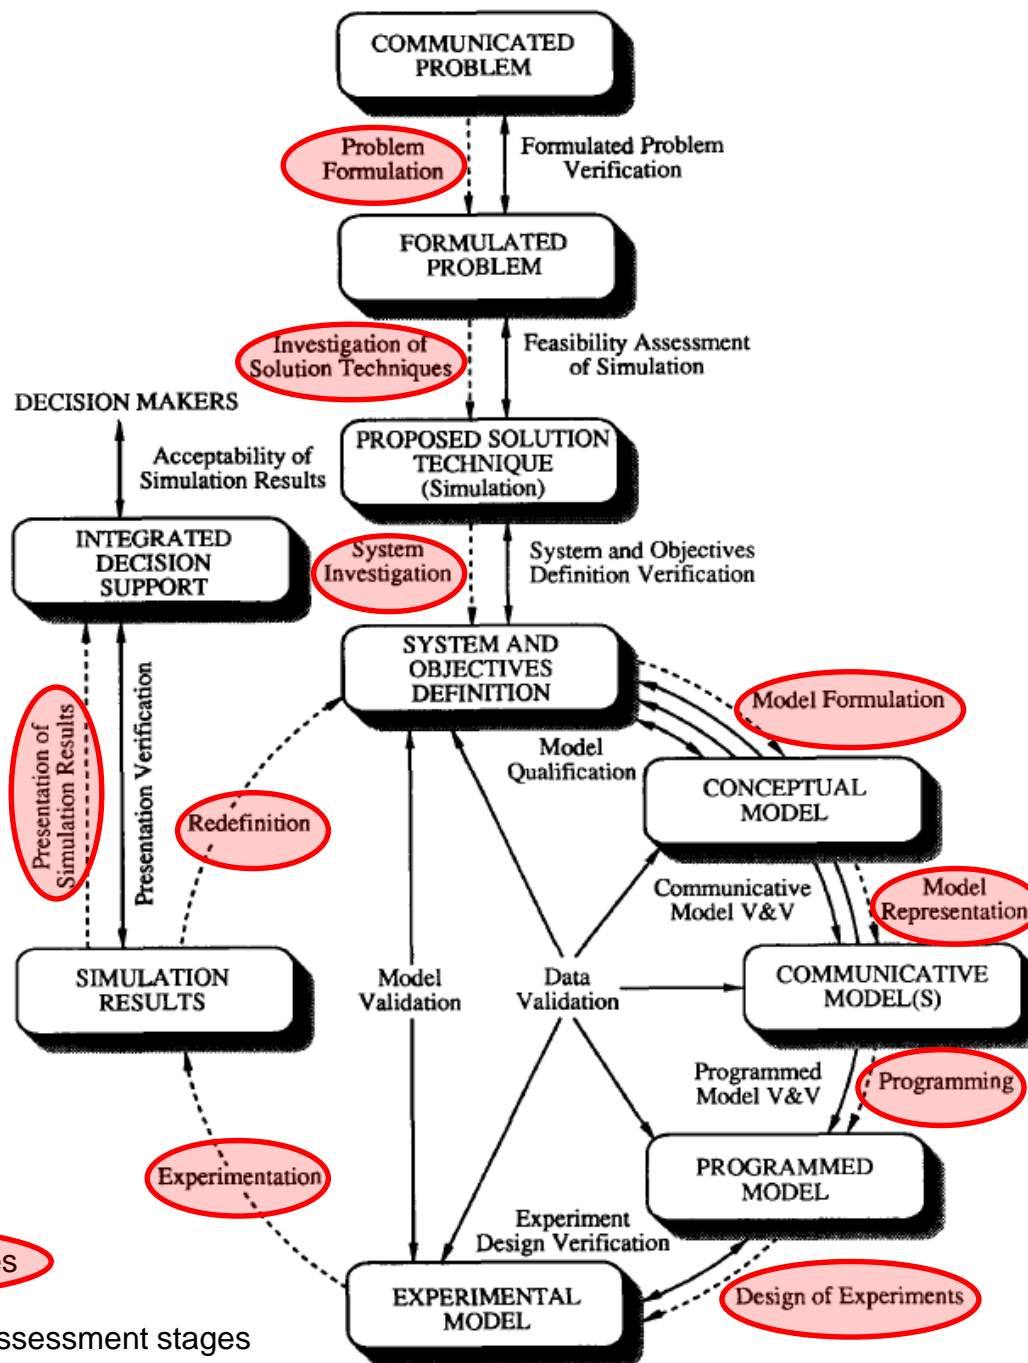 COMMUNICATED
PROBLEM
Problem
Formulation
Formulated Problem
Verification
FORMULATED
PROBLEM
Investigation of
Solution Techniques
Feasibility Assessment
of Simulation
DECISION MAKERS
Acceptability of
Simulation Results
PROPOSED SOLUTION
TECHNIQUE
(Simulation)
INTEGRATED
DECISION
SUPPORT
System
Investigation
System and Objectives
Definition Verification
SYSTEM AND
OBJECTIVES
DEFINITION
Model Formulation
Presentation of
Simulation Results
Presentation Verification
Redefinition
Model
Qualification
CONCEPTUAL
MODEL
Communicative
Model V&V
Model
Representation
SIMULATION
RESULTS
Model
Validation
Data
Validation
COMMUNICATIVE
MODEL(S)
Programmed
Model V&V
Programming
Experimentation
PROGRAMMED
MODEL
Experiment
Design Verification
EXPERIMENTAL
MODEL
Design of Experiments
ssessment stages